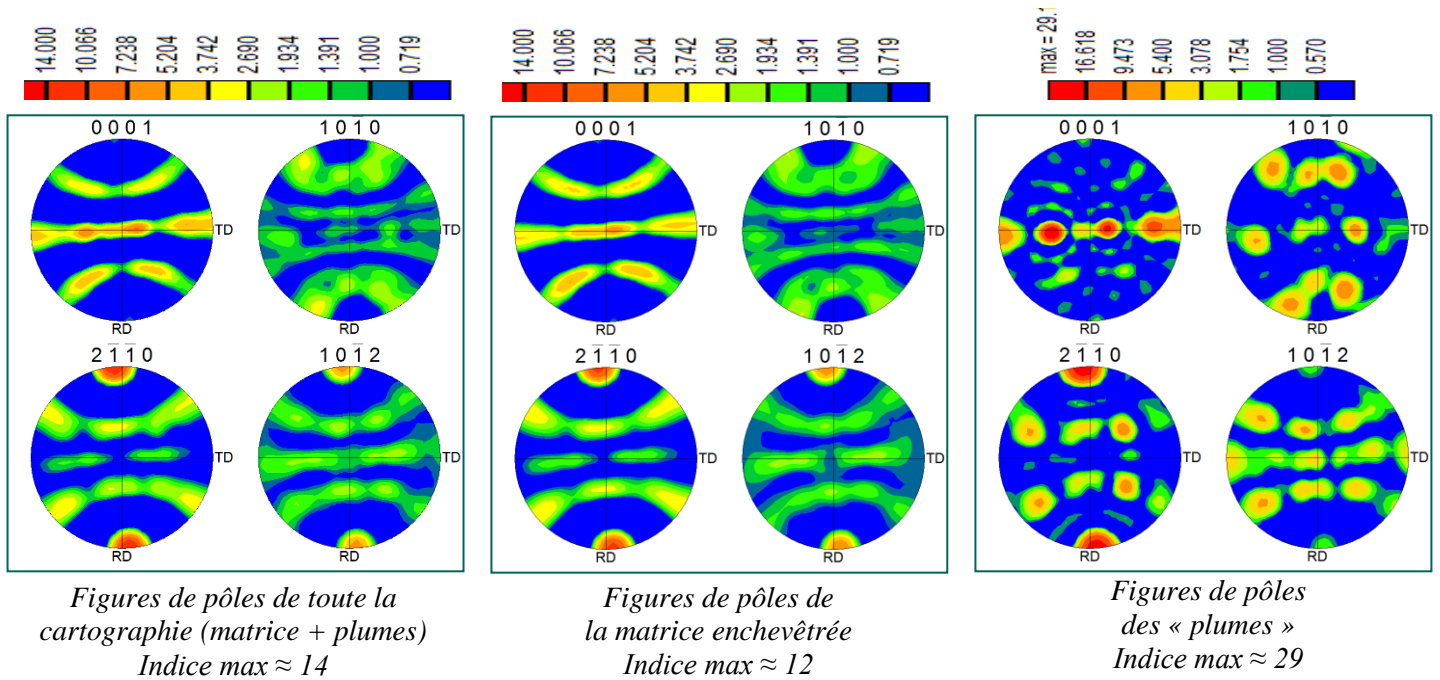 14.000 10.066 7.238 5.204 3.742 2.690 1.934 1.391 1.000 0.719
0 0 0 1
1 0 1̄ 0
TD
TD
RD
RD
2 1̄ 1̄ 0
1 0 1̄ 2
TD
TD
RD
RD
Figures de pôles de toute la
cartographie (matrice + plumes)
Indice max ≈ 14
14.000 10.066 7.238 5.204 3.742 2.690 1.934 1.391 1.000 0.719
0 0 0 1
1 0 1 0
TD
TD
RD
RD
2 1̄ 1̄ 0
1 0 1̄ 2
TD
TD
RD
RD
Figures de pôles de
la matrice enchevêtrée
Indice max ≈ 12
max = 29.1 16.618 9.473 5.400 3.078 1.754 1.000 0.570
0 0 0 1
1 0 1̄ 0
TD
TD
RD
RD
2 1̄ 1̄ 0
1 0 1̄ 2
TD
TD
RD
RD
Figures de pôles
des « plumes »
Indice max ≈ 29